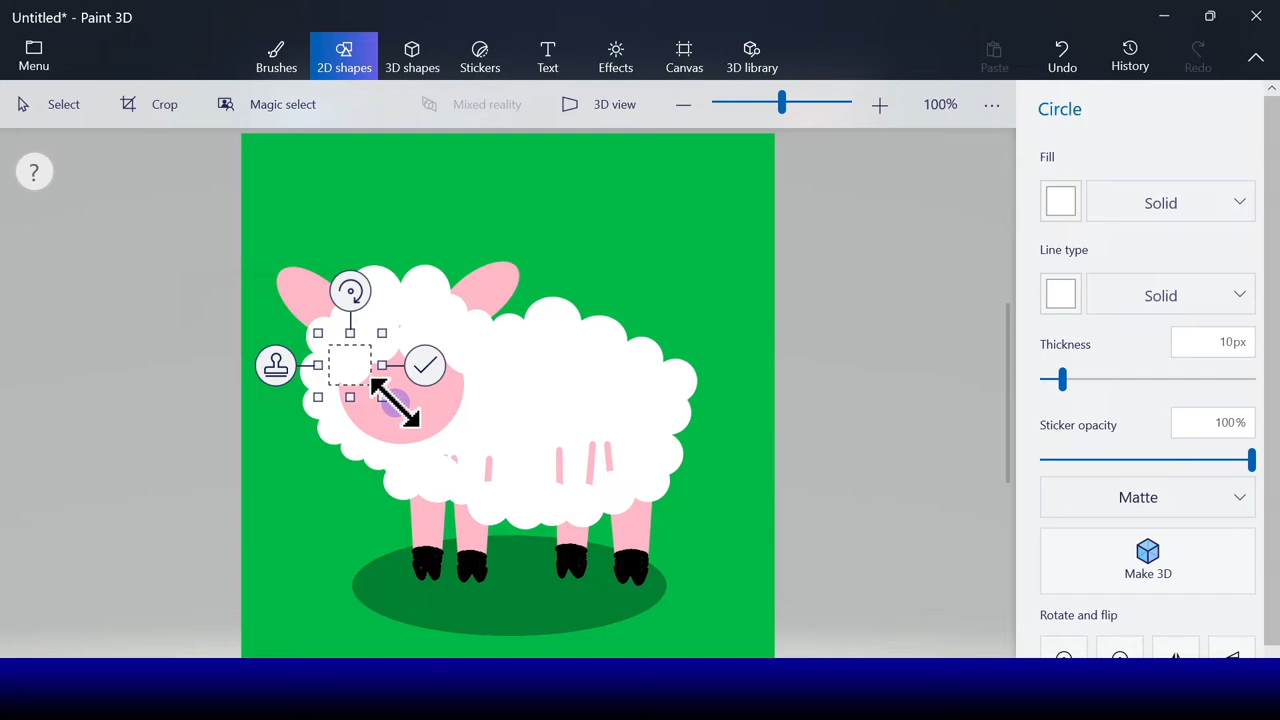 Untitled* - Paint 3D
Menu
Brushes
2D shapes
3D shapes
Stickers
Text
Effects
Canvas
3D library
Paste
Undo
History
Redo
Select
Crop
Magic select
Mixed reality
3D view
100%
?
Circle
Fill
Solid
Line type
Solid
Thickness
10px
Sticker opacity
100%
Matte
Make 3D
Rotate and flip